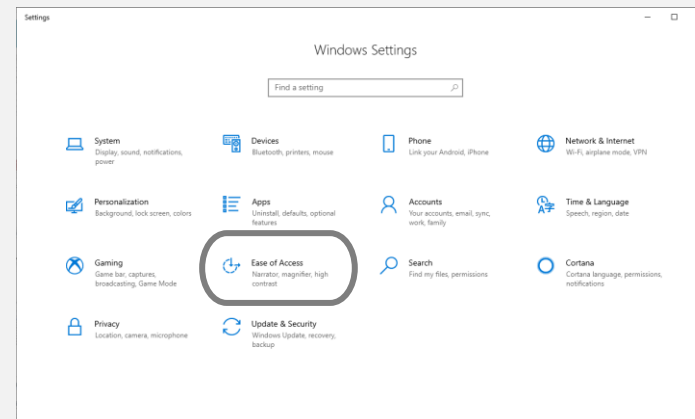 Settings
Windows Settings
Find a setting
System
Display, sound, notifications,
power
Devices
Bluetooth, printers, mouse
Phone
Link your Android, iPhone
Network & Internet
Wi-Fi, airplane mode, VPN
Personalization
Background, lock screen, colors
Apps
Uninstall, defaults, optional
features
Accounts
Your accounts, email, sync,
work, family
Time & Language
Speech, region, date
Gaming
Game bar, captures,
broadcasting, Game Mode
Ease of Access
Narrator, magnifier, high
contrast
Search
Find my files, permissions
Cortana
Cortana language, permissions,
notifications
Privacy
Location, camera, microphone
Update & Security
Windows Update, recovery,
backup